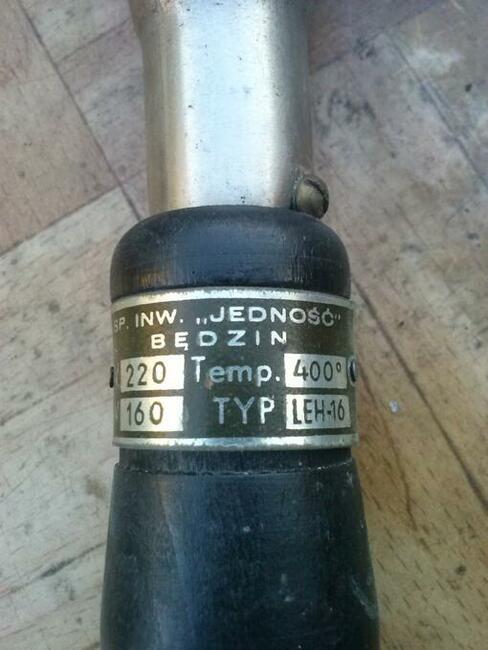 SP. INW. „JEDNOŚĆ"
BĘDZIN
220 Temp. 400°
160 TYP LEH-16